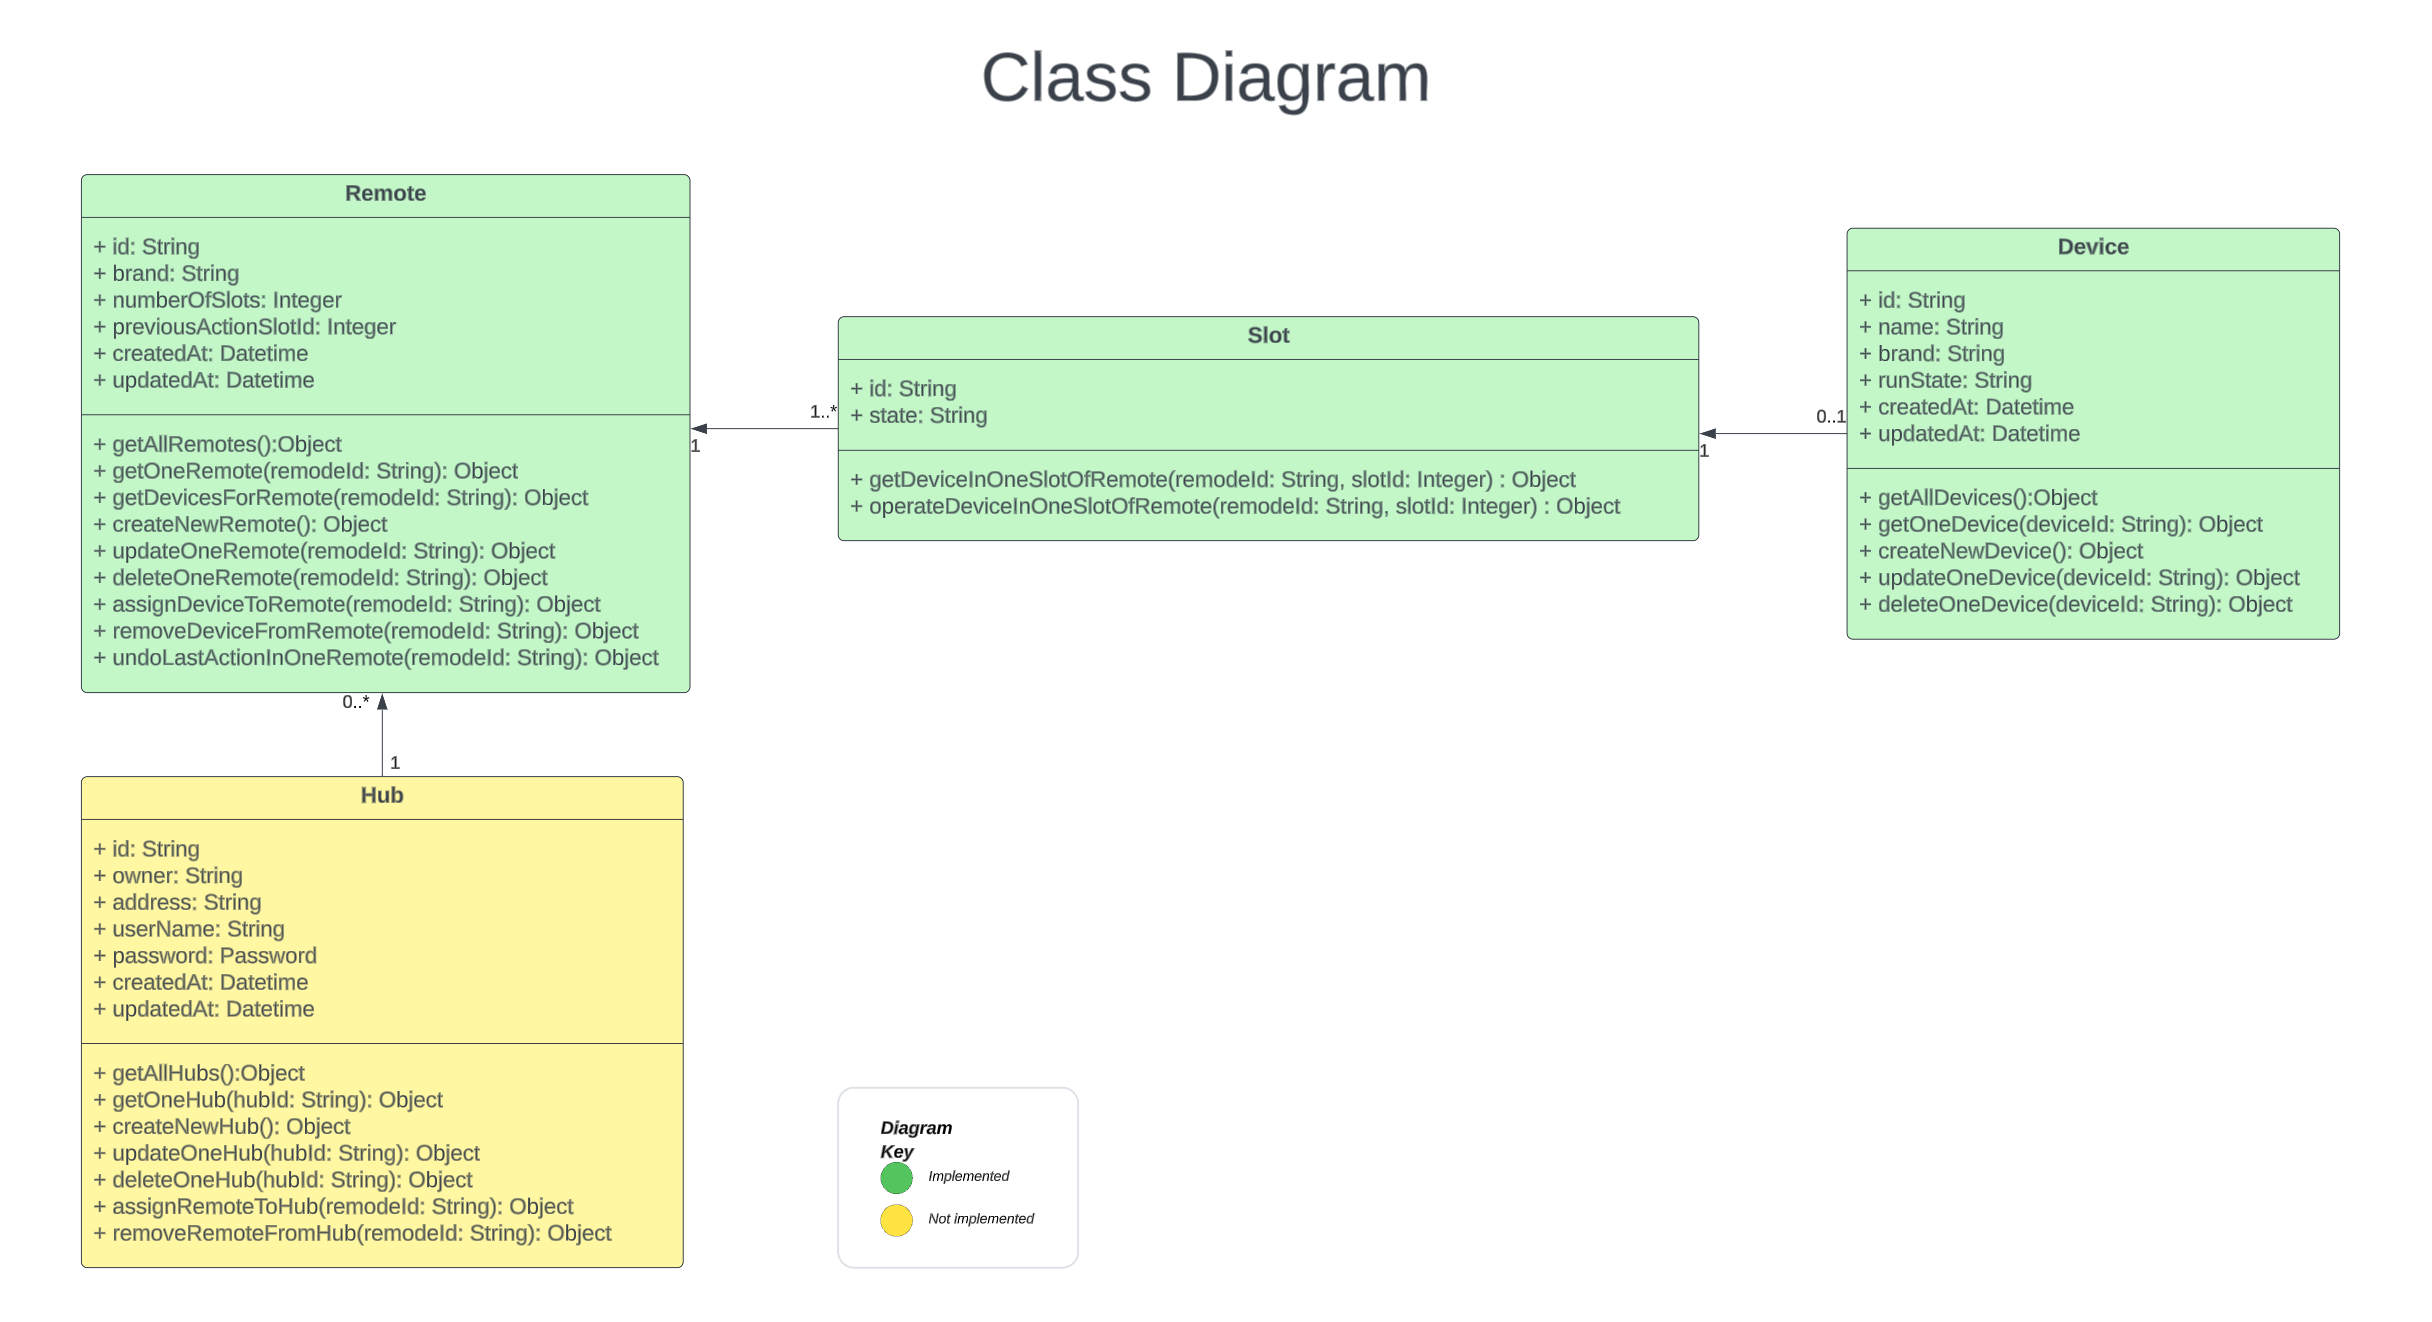 Class Diagram
Remote
+ id: String
+ brand: String
+ numberOfSlots: Integer
+ previousActionSlotId: Integer
+ createdAt: Datetime
+ updatedAt: Datetime
+ getAllRemotes():Object
+ getOneRemote(remodeId: String): Object
+ getDevicesForRemote(remodeId: String): Object
+ createNewRemote(): Object
+ updateOneRemote(remodeId: String): Object
+ deleteOneRemote(remodeId: String): Object
+ assignDeviceToRemote(remodeId: String): Object
+ removeDeviceFromRemote(remodeId: String): Object
+ undoLastActionInOneRemote(remodeId: String): Object
1..*
1
Slot
+ id: String
+ state: String
+ getDeviceInOneSlotOfRemote(remodeId: String, slotId: Integer) : Object
+ operateDeviceInOneSlotOfRemote(remodeId: String, slotId: Integer) : Object
0..1
1
Device
+ id: String
+ name: String
+ brand: String
+ runState: String
+ createdAt: Datetime
+ updatedAt: Datetime
+ getAllDevices():Object
+ getOneDevice(deviceId: String): Object
+ createNewDevice(): Object
+ updateOneDevice(deviceId: String): Object
+ deleteOneDevice(deviceId: String): Object
0..*
1
Hub
+ id: String
+ owner: String
+ address: String
+ userName: String
+ password: Password
+ createdAt: Datetime
+ updatedAt: Datetime
+ getAllHubs():Object
+ getOneHub(hubId: String): Object
+ createNewHub(): Object
+ updateOneHub(hubId: String): Object
+ deleteOneHub(hubId: String): Object
+ assignRemoteToHub(remodeId: String): Object
+ removeRemoteFromHub(remodeId: String): Object
Diagram
Key
Implemented
Not implemented